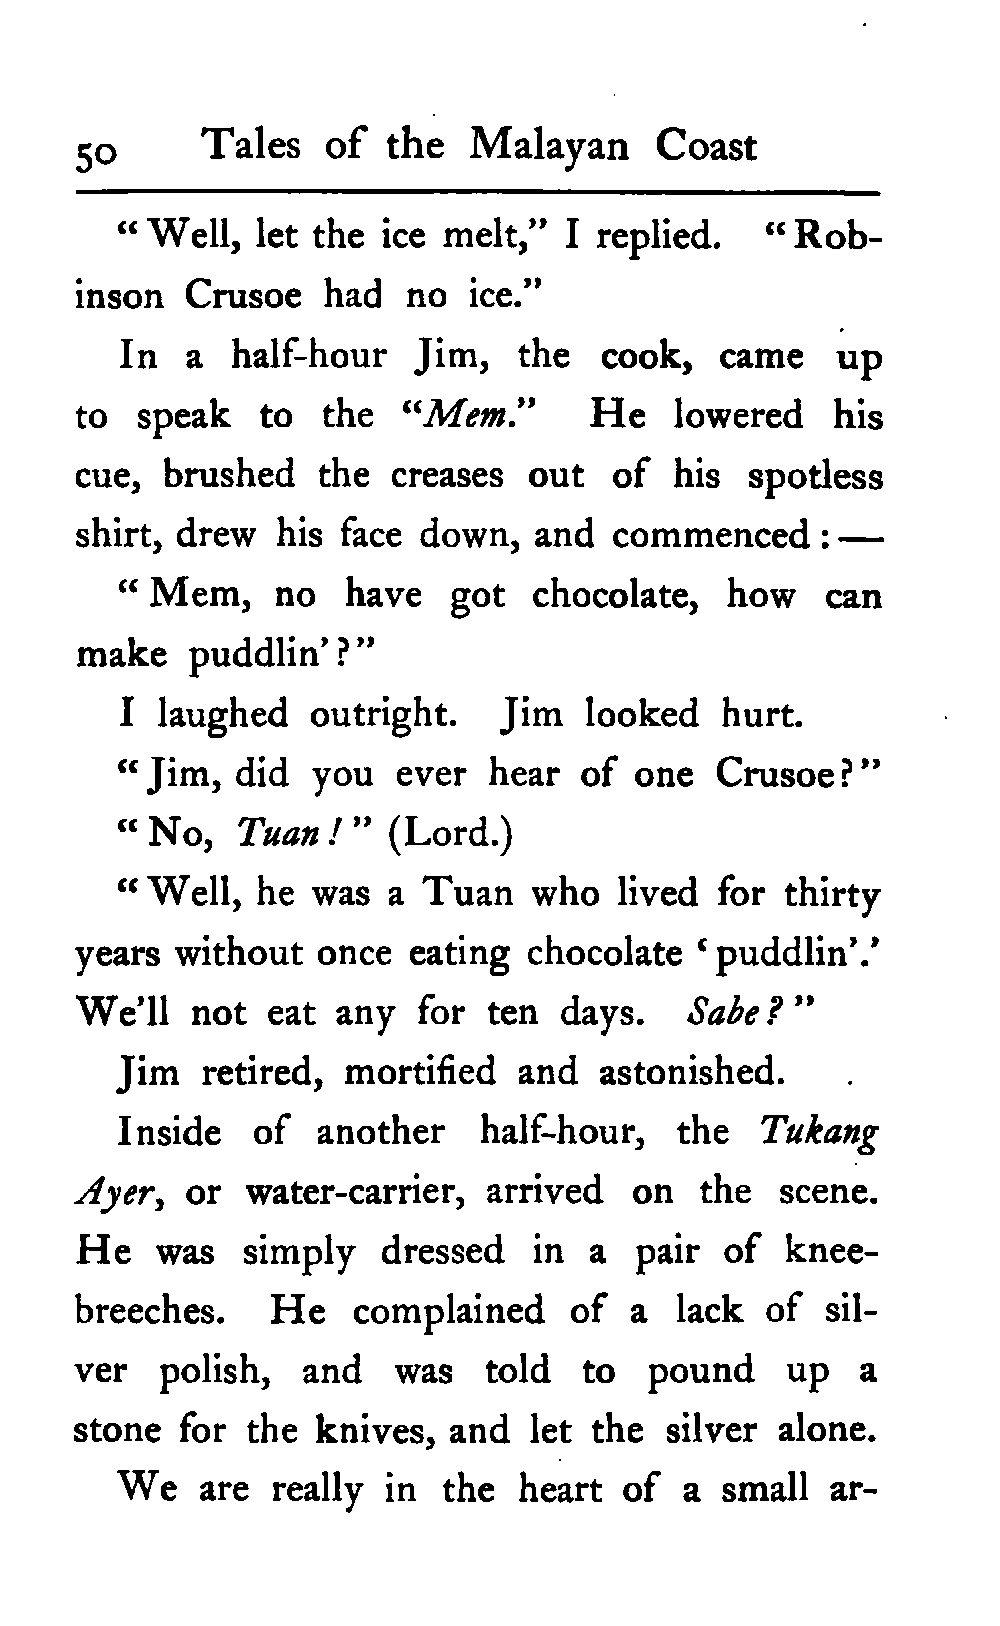 50 Tales of the Malayan Coast
“Well, let the ice melt,” I replied. “Rob-
inson Crusoe had no ice.”
In a half-hour Jim, the cook, came up
to speak to the “Mem.” He lowered his
cue, brushed the creases out of his spotless
shirt, drew his face down, and commenced:—
“Mem, no have got chocolate, how can
make puddlin’?”
I laughed outright. Jim looked hurt.
“Jim, did you ever hear of one Crusoe?”
“No, Tuan!” (Lord.)
“Well, he was a Tuan who lived for thirty
years without once eating chocolate ‘puddlin’.’
We’ll not eat any for ten days. Sabe?”
Jim retired, mortified and astonished.
Inside of another half-hour, the Tukang
Ayer, or water-carrier, arrived on the scene.
He was simply dressed in a pair of knee-
breeches. He complained of a lack of sil-
ver polish, and was told to pound up a
stone for the knives, and let the silver alone.
We are really in the heart of a small ar-